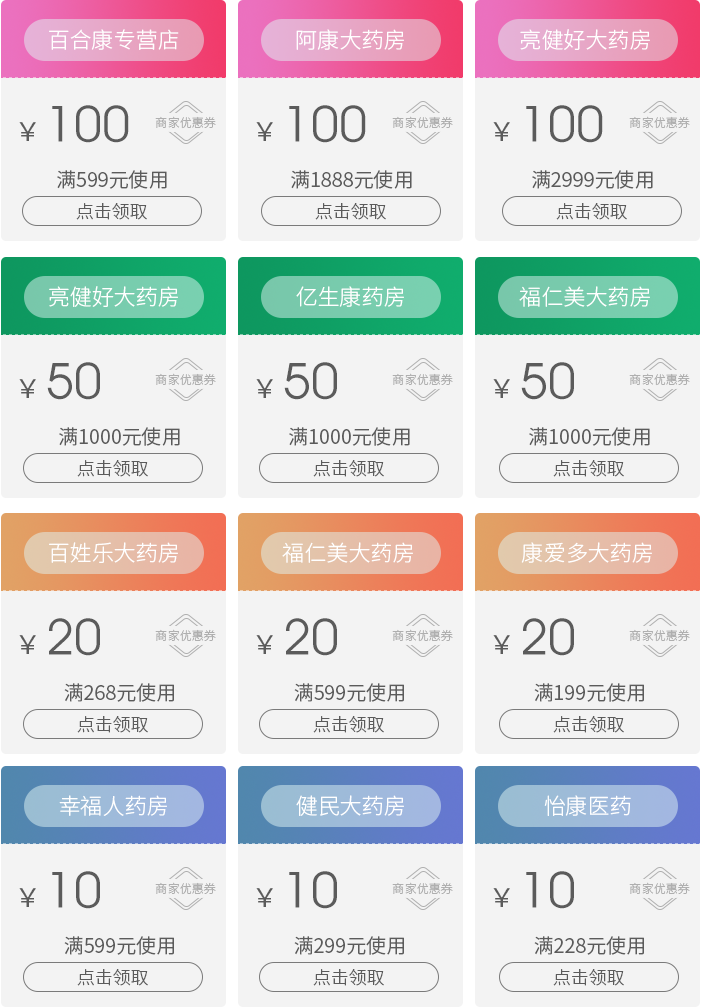 百合康专营店
¥ 100 商家优惠券
满599元使用
点击领取
阿康大药房
¥ 100 商家优惠券
满1888元使用
点击领取
亮健好大药房
¥ 100 商家优惠券
满2999元使用
点击领取
亮健好大药房
¥ 50 商家优惠券
满1000元使用
点击领取
亿生康药房
¥ 50 商家优惠券
满1000元使用
点击领取
福仁美大药房
¥ 50 商家优惠券
满1000元使用
点击领取
百姓乐大药房
¥ 20 商家优惠券
满268元使用
点击领取
福仁美大药房
¥ 20 商家优惠券
满599元使用
点击领取
康爱多大药房
¥ 20 商家优惠券
满199元使用
点击领取
幸福人药房
¥ 10 商家优惠券
满599元使用
点击领取
健民大药房
¥ 10 商家优惠券
满299元使用
点击领取
怡康医药
¥ 10 商家优惠券
满228元使用
点击领取